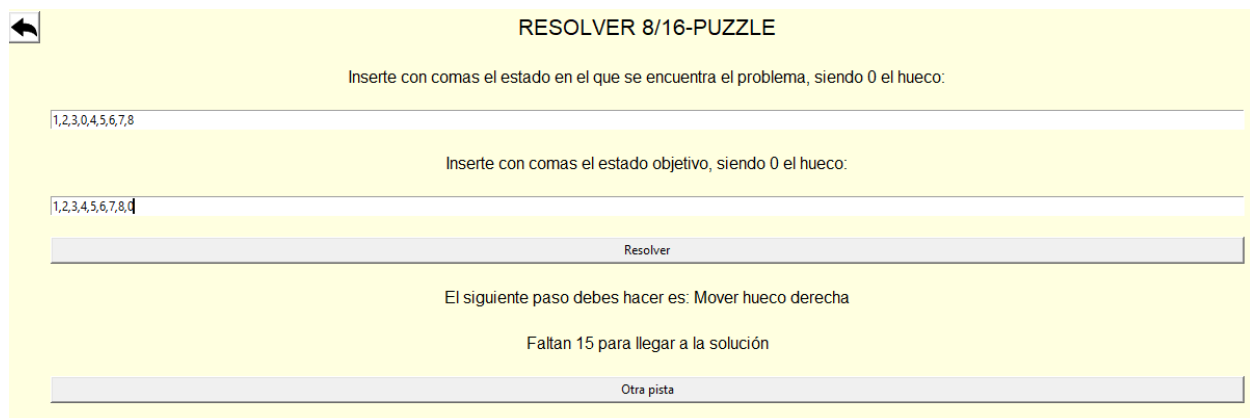 RESOLVER 8/16-PUZZLE
Inserte con comas el estado en el que se encuentra el problema, siendo 0 el hueco:
1,2,3,0,4,5,6,7,8
Inserte con comas el estado objetivo, siendo 0 el hueco:
1,2,3,4,5,6,7,8,0
Resolver
El siguiente paso debes hacer es: Mover hueco derecha
Faltan 15 para llegar a la solución
Otra pista